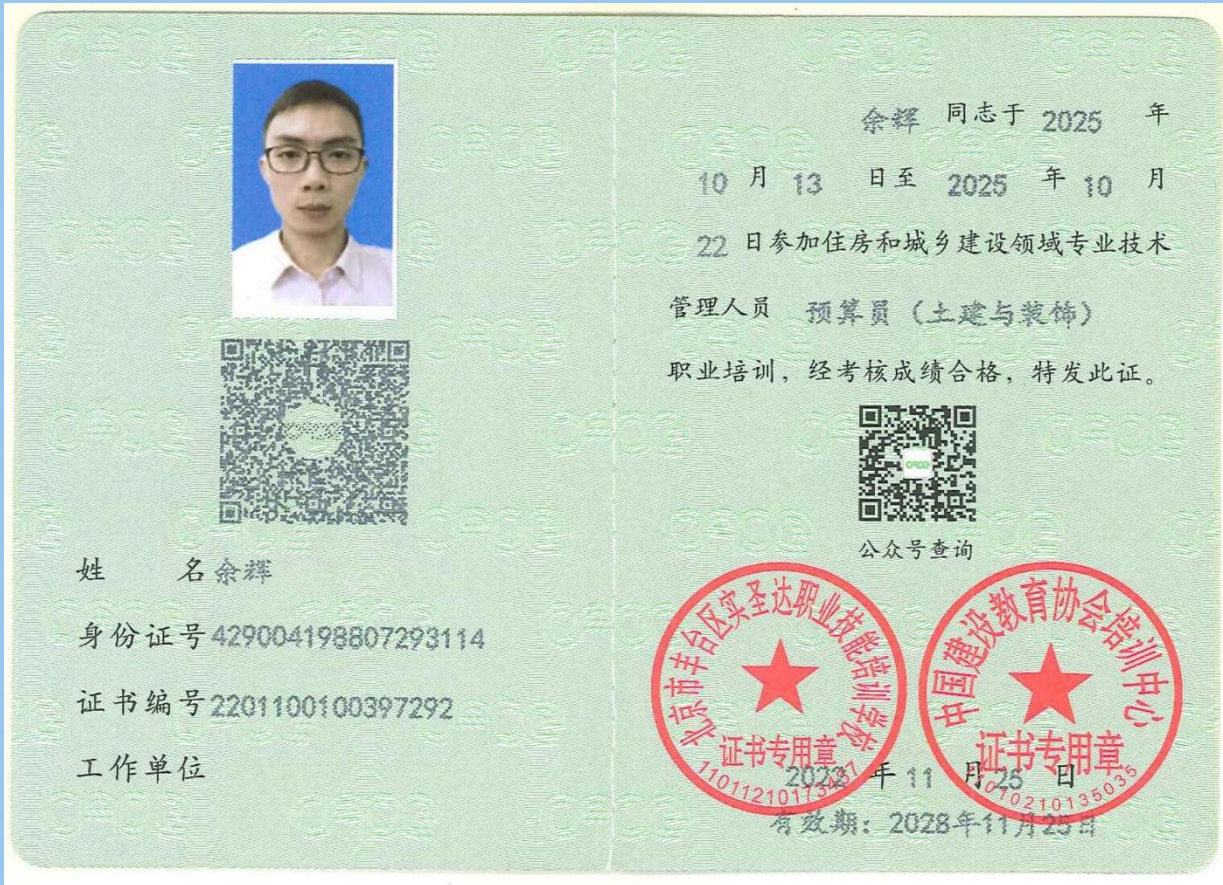 姓 名 余辉
身份证号 429004198807293114
证书编号 2201100100397292
工作单位
余辉 同志于 2025 年
10 月 13 日至 2025 年 10 月
22 日参加住房和城乡建设领域专业技术
管理人员 预算员（土建与装饰）
职业培训，经考核成绩合格，特发此证。
公众号查询
北京市丰台区实圣达职业技能培训学校
证书专用章
中国建设教育协会培训中心
证书专用章
年 11 月 25 日
有效期：2028年11月25日